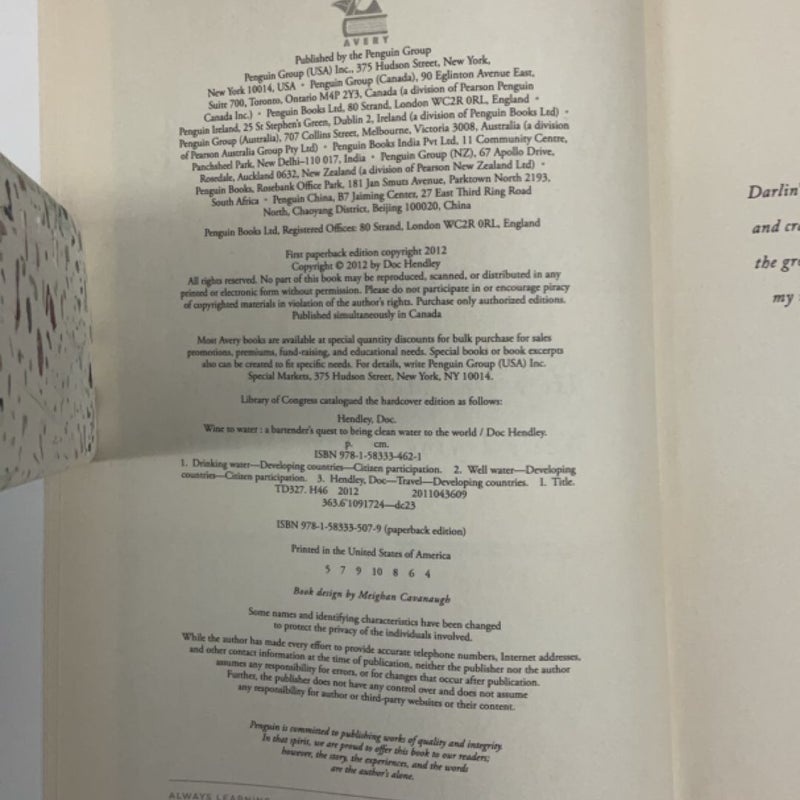 AVERY
Published by the Penguin Group
Penguin Group (USA) Inc., 375 Hudson Street, New York,
New York 10014, USA • Penguin Group (Canada), 90 Eglinton Avenue East,
Suite 700, Toronto, Ontario M4P 2Y3, Canada (a division of Pearson Penguin
Canada Inc.) • Penguin Books Ltd, 80 Strand, London WC2R 0RL, England •
Penguin Ireland, 25 St Stephen's Green, Dublin 2, Ireland (a division of Penguin Books Ltd) •
Penguin Group (Australia), 707 Collins Street, Melbourne, Victoria 3008, Australia (a division
of Pearson Australia Group Pty Ltd) • Penguin Books India Pvt Ltd, 11 Community Centre,
Panchsheel Park, New Delhi–110 017, India • Penguin Group (NZ), 67 Apollo Drive,
Rosedale, Auckland 0632, New Zealand (a division of Pearson New Zealand Ltd) •
Penguin Books, Rosebank Office Park, 181 Jan Smuts Avenue, Parktown North 2193,
South Africa • Penguin China, B7 Jaiming Center, 27 East Third Ring Road
North, Chaoyang District, Beijing 100020, China
Penguin Books Ltd, Registered Offices: 80 Strand, London WC2R 0RL, England
First paperback edition copyright 2012
Copyright © 2012 by Doc Hendley
All rights reserved. No part of this book may be reproduced, scanned, or distributed in any
printed or electronic form without permission. Please do not participate in or encourage piracy
of copyrighted materials in violation of the author's rights. Purchase only authorized editions.
Published simultaneously in Canada
Most Avery books are available at special quantity discounts for bulk purchase for sales
promotions, premiums, fund-raising, and educational needs. Special books or book excerpts
also can be created to fit specific needs. For details, write Penguin Group (USA) Inc.
Special Markets, 375 Hudson Street, New York, NY 10014.
Library of Congress catalogued the hardcover edition as follows:
Hendley, Doc.
Wine to water : a bartender's quest to being clean water to the world / Doc Hendley.
p. cm.
ISBN 978-1-58333-462-1
1. Drinking water—Developing countries—Citizen participation. 2. Well water—Developing
countries—Citizen participation. 3. Hendley, Doc—Travel—Developing countries. I. Title.
TD327. H46 2012 2011043609
363.6'1091724—dc23
ISBN 978-1-58333-507-9 (paperback edition)
Printed in the United States of America
5 7 9 10 8 6 4
Book design by Meighan Cavanaugh
Some names and identifying characteristics have been changed
to protect the privacy of the individuals involved.
While the author has made every effort to provide accurate telephone numbers, Internet addresses,
and other contact information at the time of publication, neither the publisher nor the author
assumes any responsibility for errors, or for changes that occur after publication.
Further, the publisher does not have any control over and does not assume
any responsibility for author or third-party websites or their content.
Penguin is committed to publishing works of quality and integrity.
In that spirit, we are proud to offer this book to our readers;
however, the story, the experiences, and the words
are the author's alone.
ALWAYS LEARNING
Darlin'
and cr
the gr
my